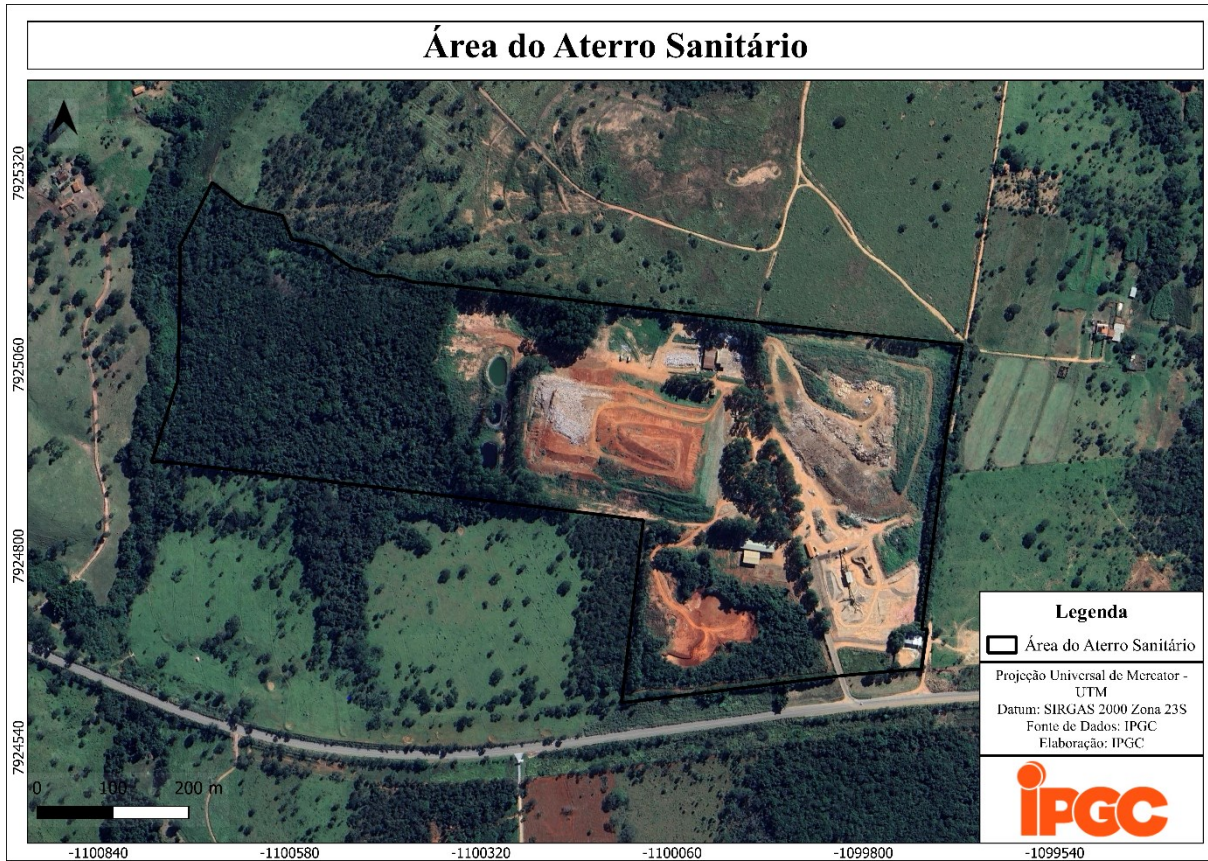 Área do Aterro Sanitário
7925320
7925060
7924800
7924540
0 100 200 m
Legenda
Área do Aterro Sanitário
Projeção Universal de Mercator -
UTM
Datum: SIRGAS 2000 Zona 23S
Fonte de Dados: IPGC
Elaboração: IPGC
iPGC
-1100840 -1100580 -1100320 -1100060 -1099800 -1099540